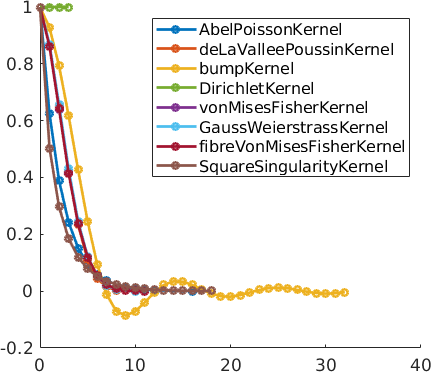 1
0.8
0.6
0.4
0.2
0
-0.2
0
10
20
30
40
AbelPoissonKernel
deLaValleePoussinKernel
bumpKernel
DirichletKernel
vonMisesFisherKernel
GaussWeierstrassKernel
fibreVonMisesFisherKernel
SquareSingularityKernel